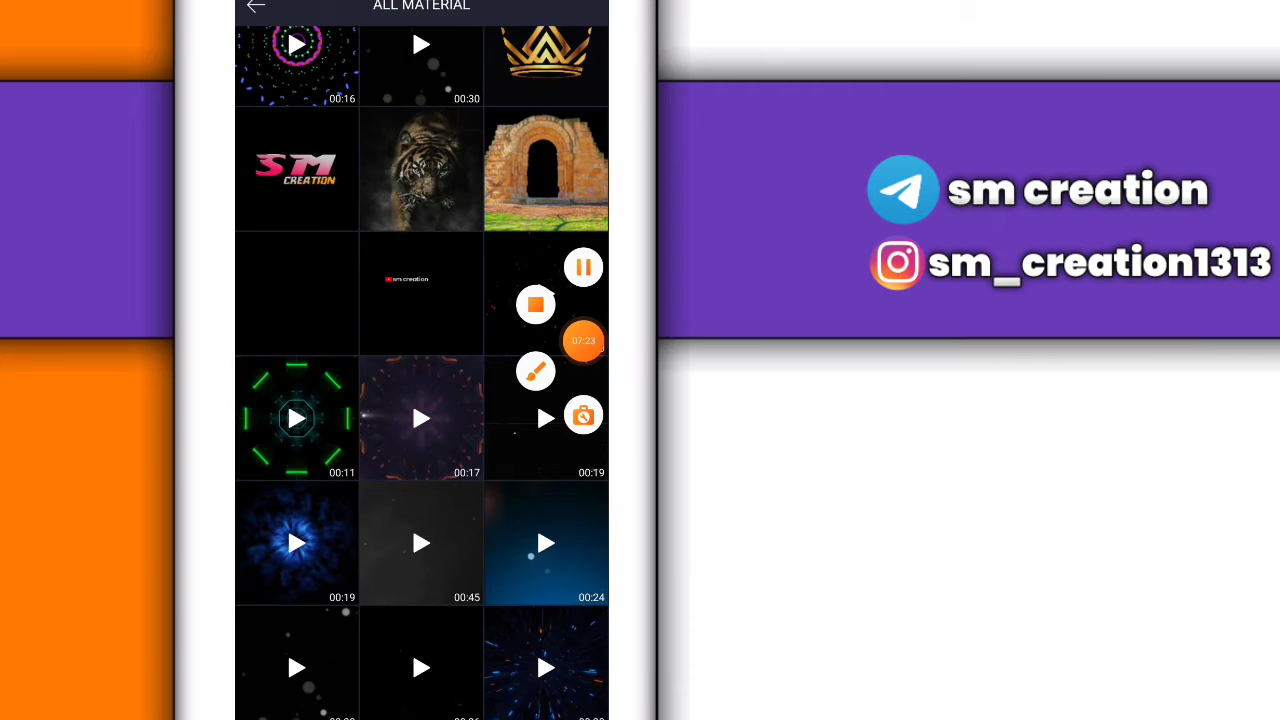 ALL MATERIAL
00:16
00:30
SM
CREATION
sm creation
07:23
00:11
00:17
00:19
00:19
00:45
00:24
sm creation
sm_creation1313